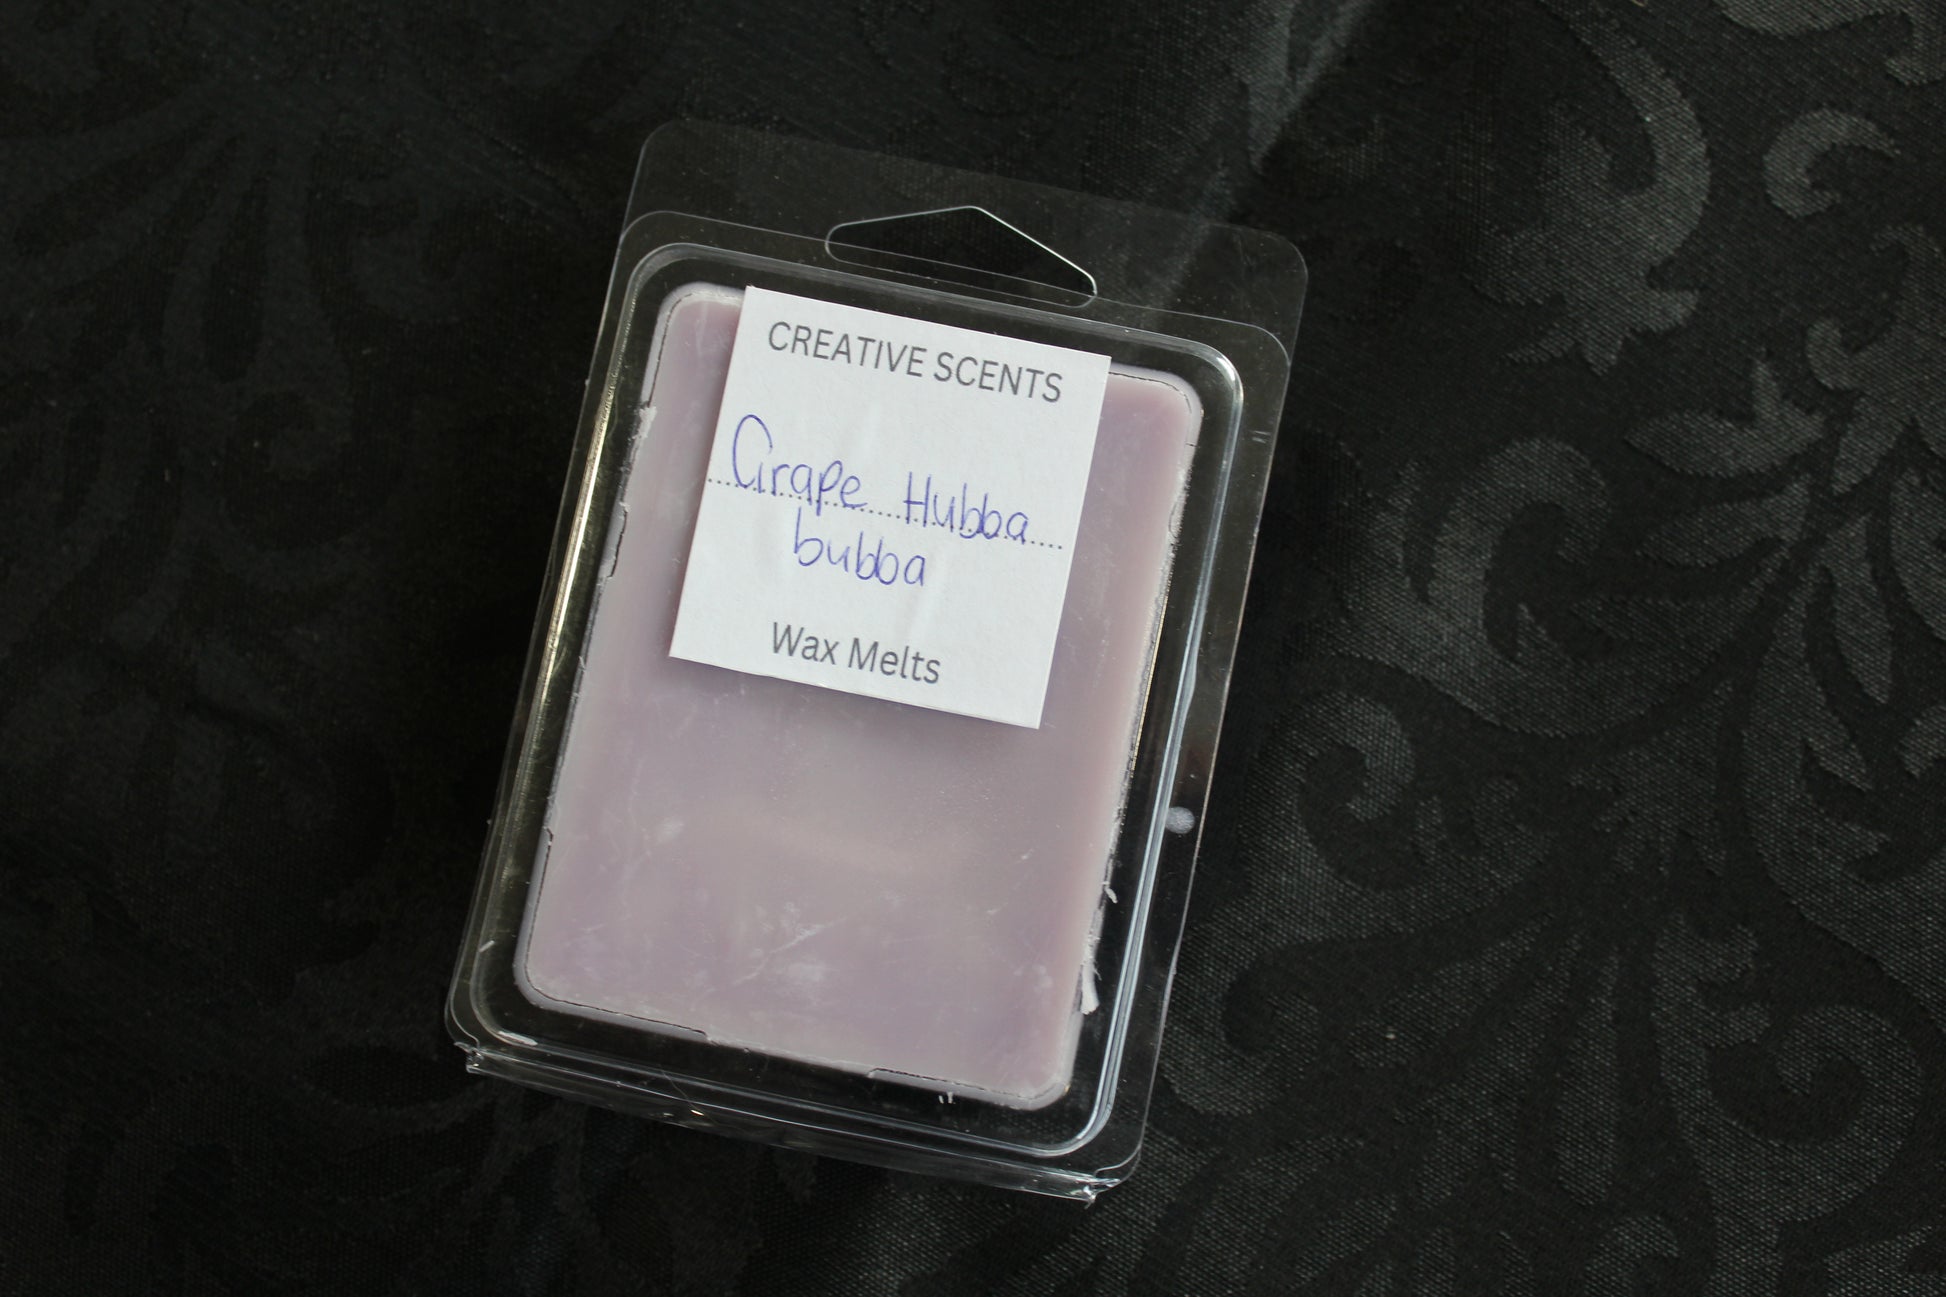 CREATIVE SCENTS
Grape Hubba
bubba
Wax Melts